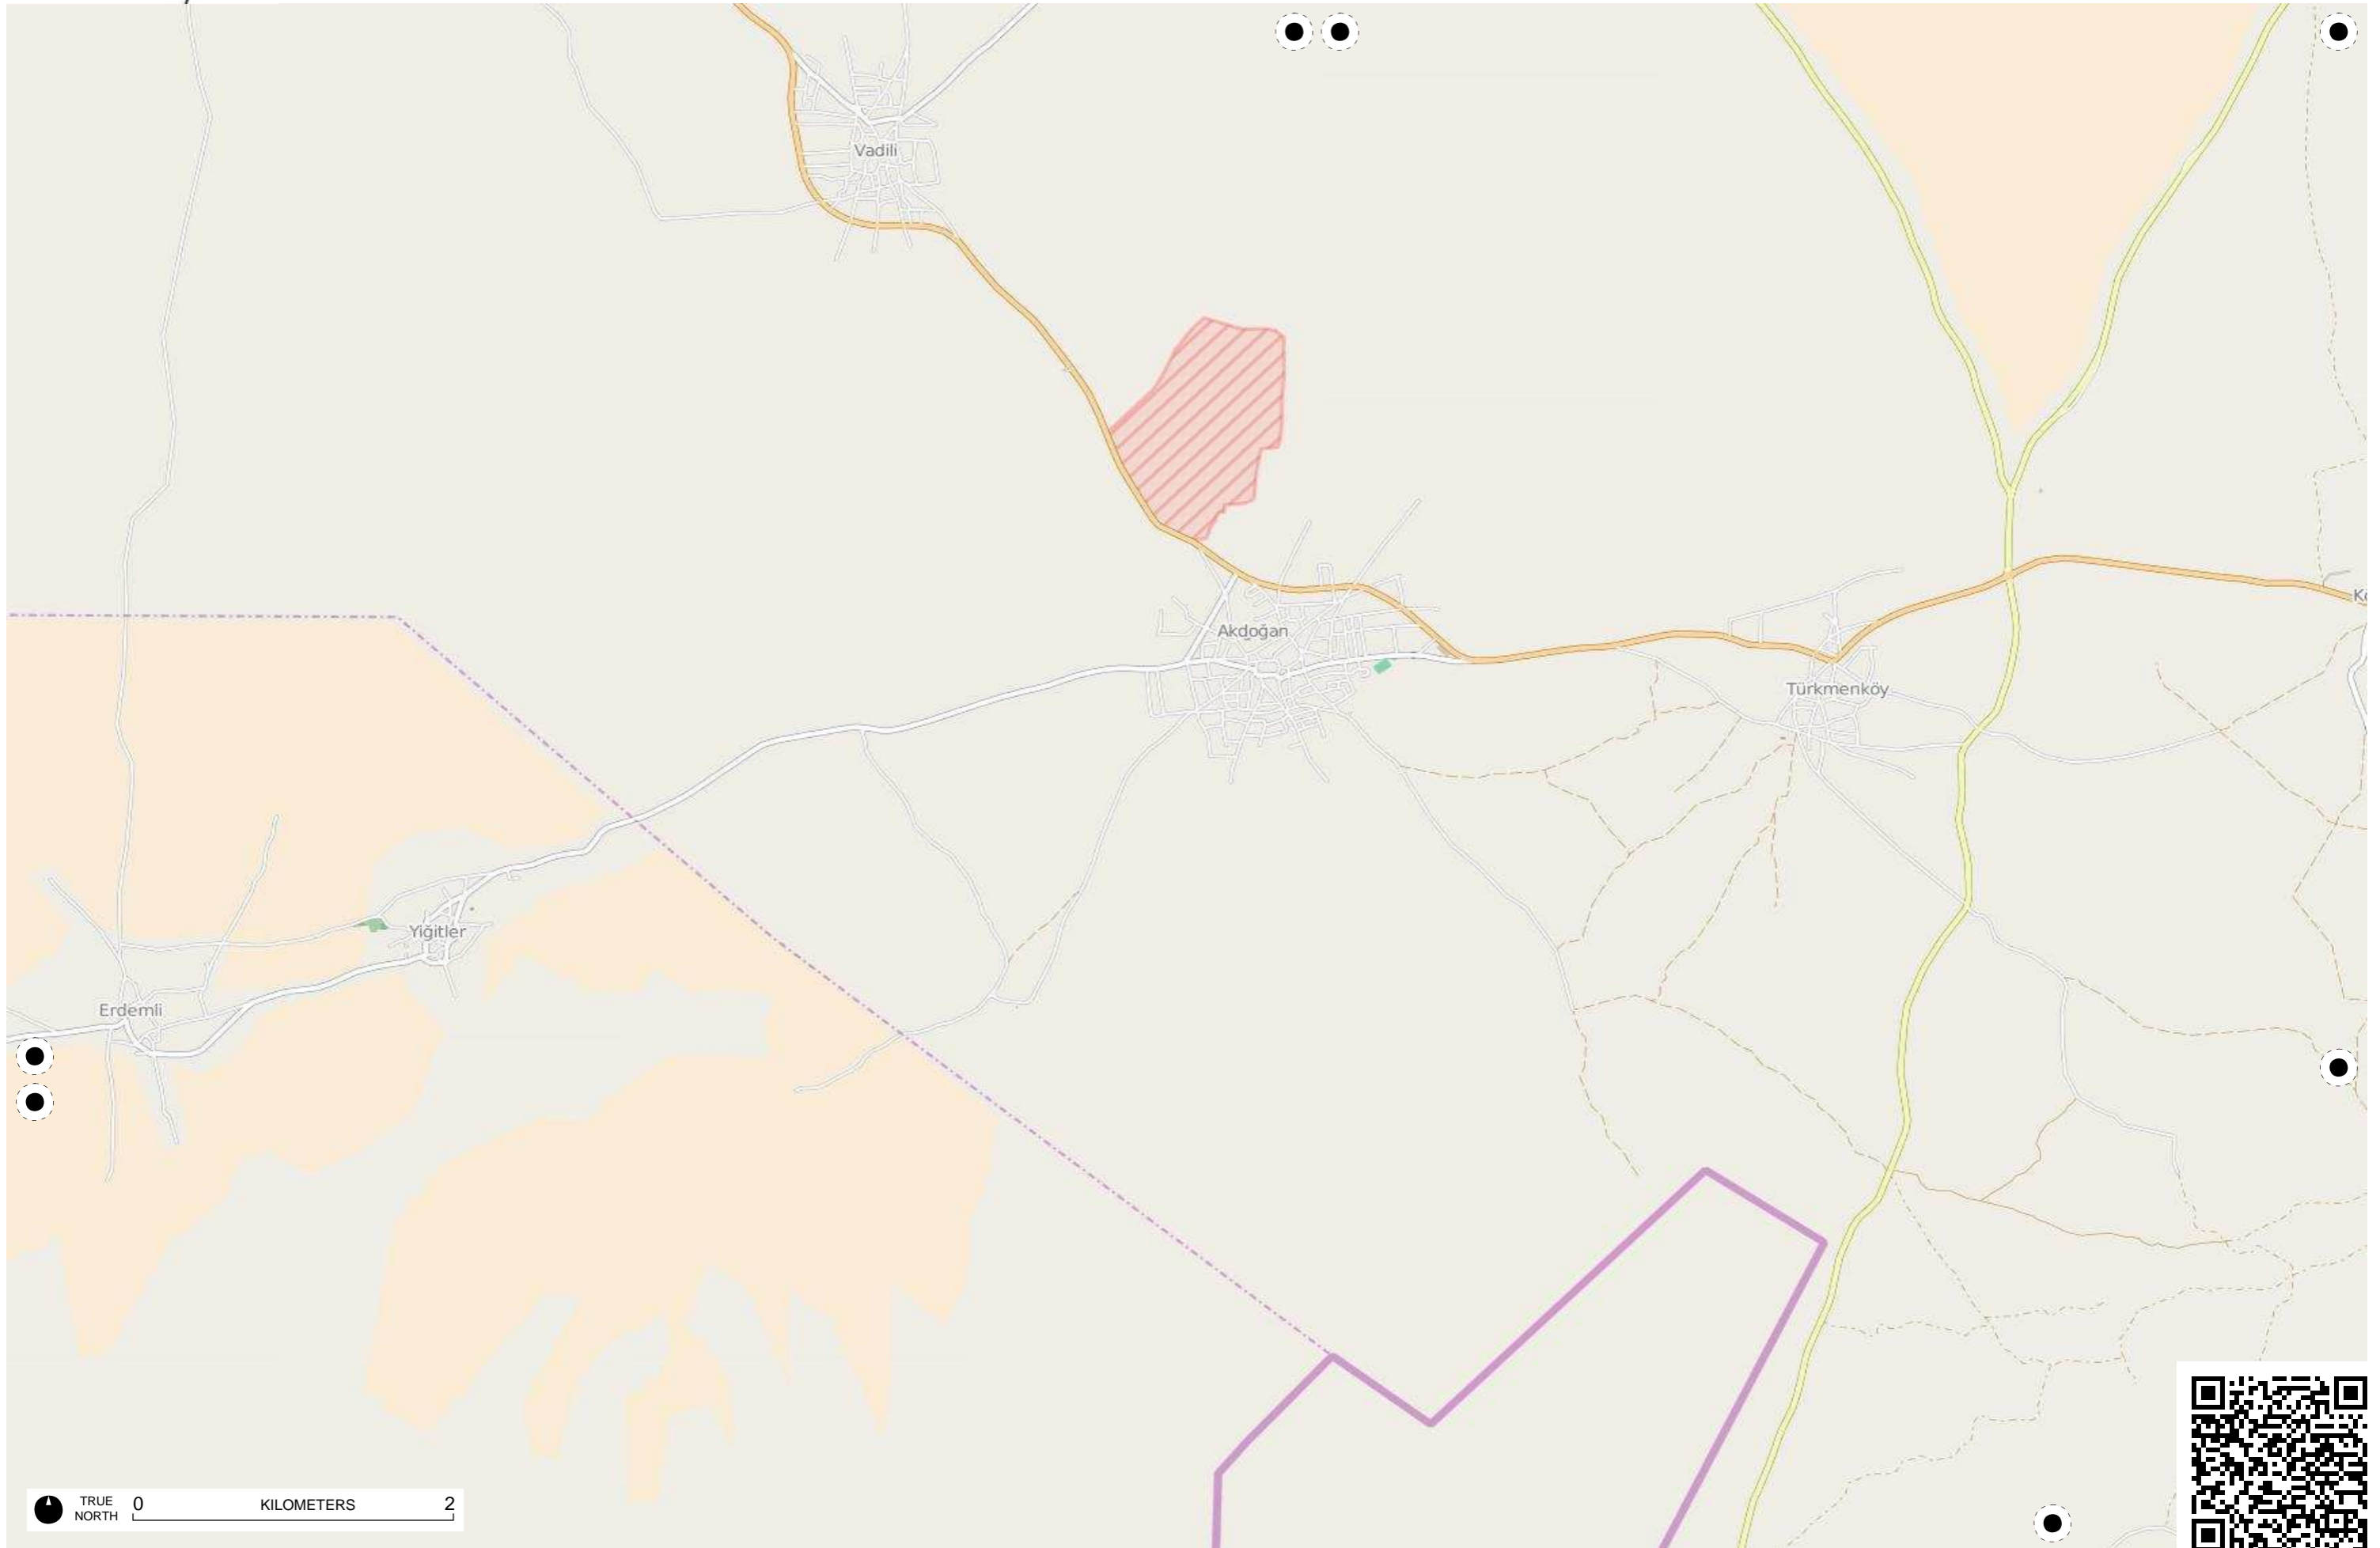 Vadili
Akdoğan
Türkmenköy
Yiğitler
Erdemli
TRUE
NORTH
0 KILOMETERS 2